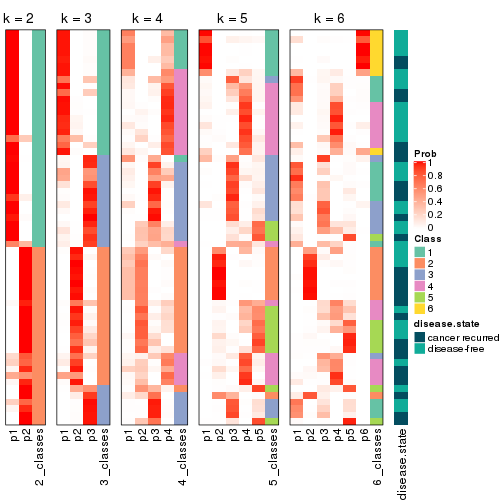 k = 2 k = 3 k = 4 k = 5 k = 6
Prob
1
0.8
0.6
0.4
0.2
0
Class
1
2
3
4
5
6
disease.state
cancer recurred
disease-free
p1 p2 2_classes p1 p2 p3 3_classes p1 p2 p3 p4 4_classes p1 p2 p3 p4 p5 5_classes p1 p2 p3 p4 p5 p6 6_classes disease.state